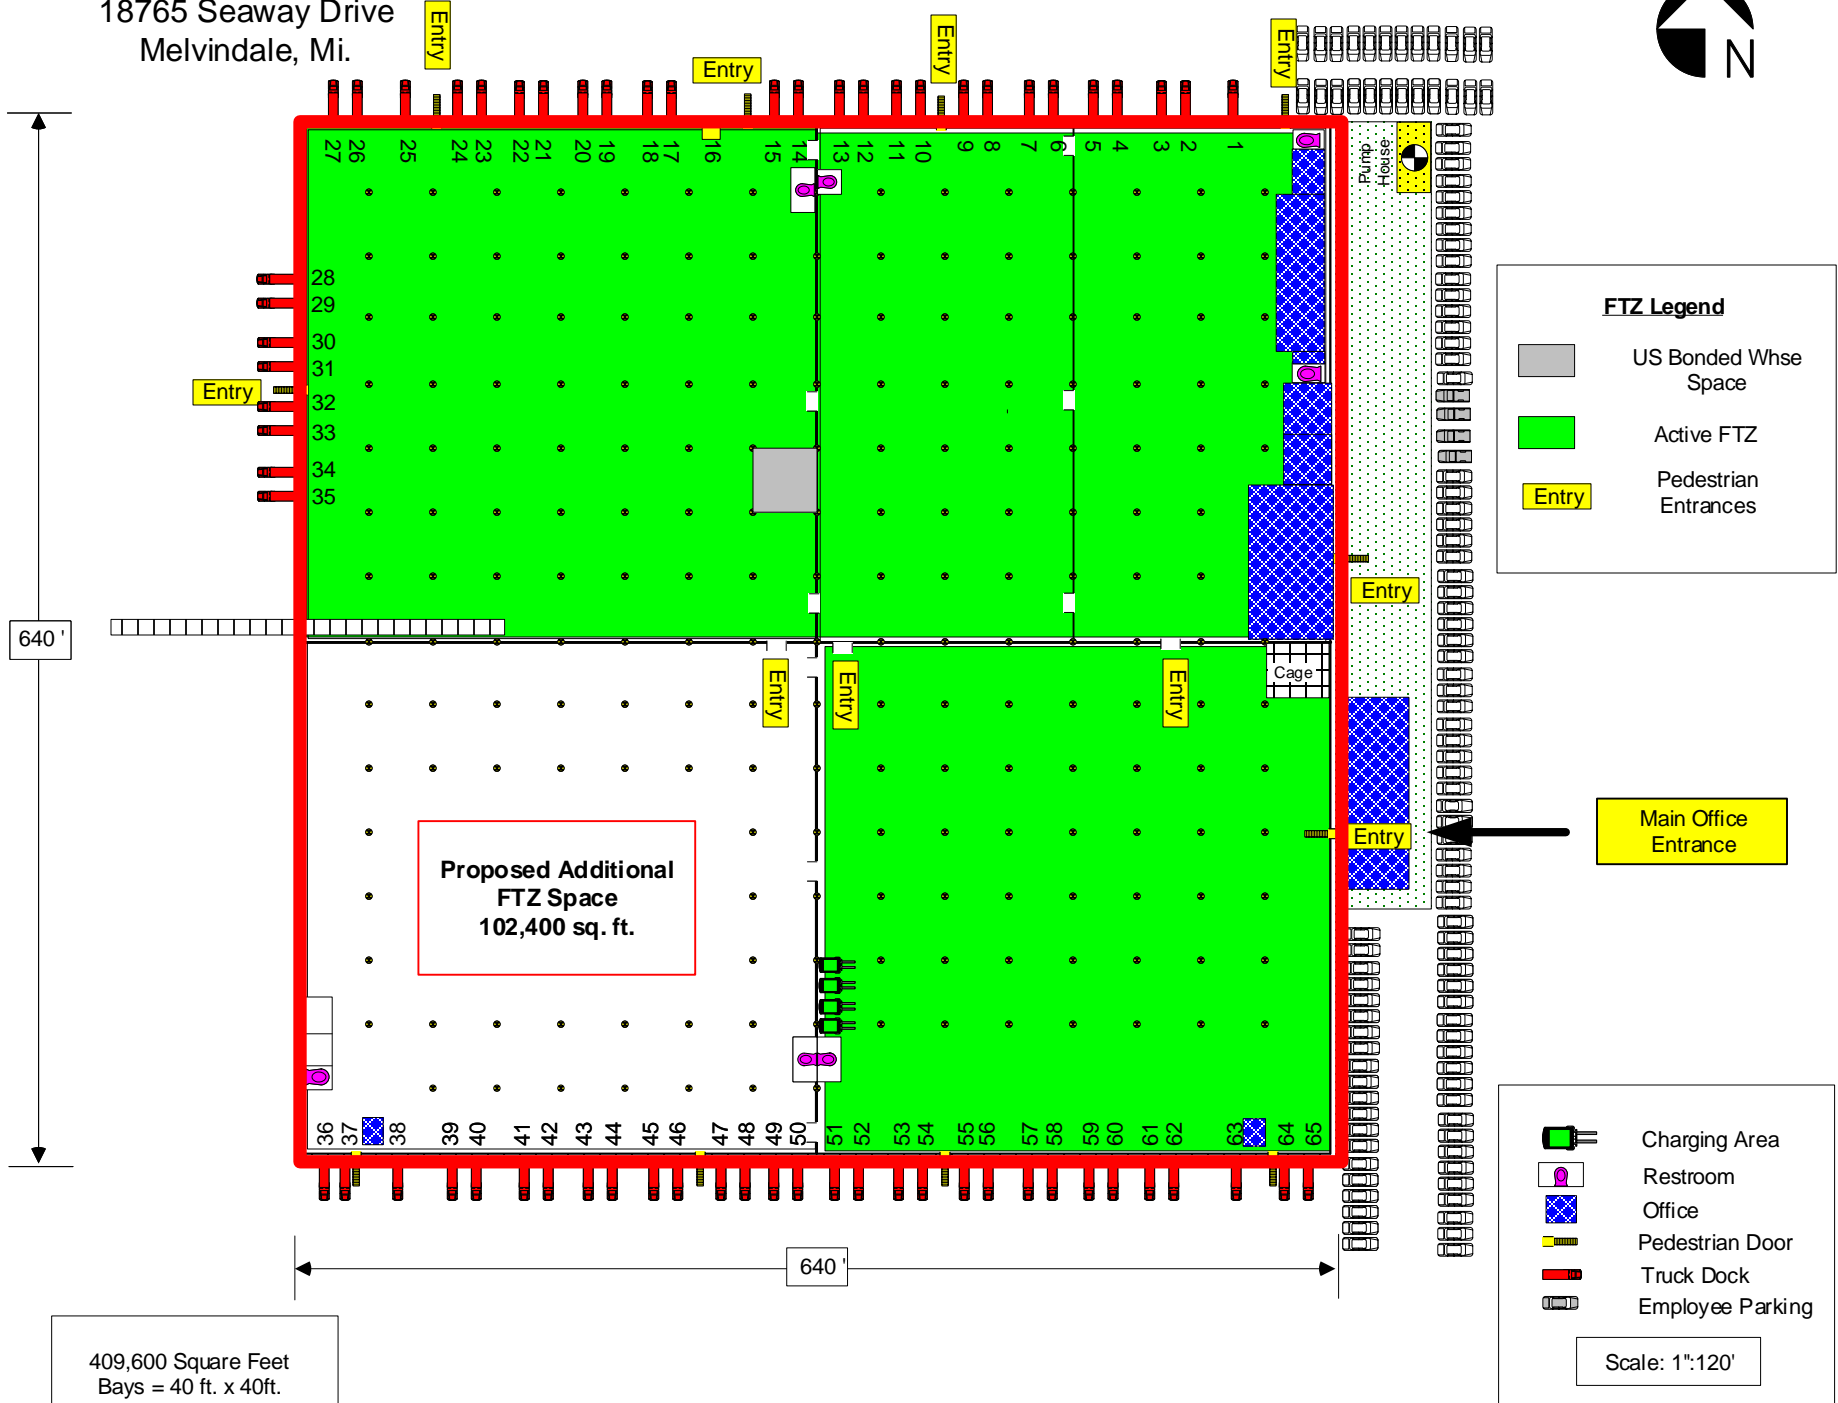 18765 Seaway Drive
Melvindale, Mi.
Entry
Entry
Entry
Entry
N
27 26 25 24 23 22 21 20 19 18 17 16 15 14 13 12 11 10 9 8 7 6 5 4 3 2 1
Pump
House
28
29
30
31
Entry
32
33
34
35
FTZ Legend
US Bonded Whse
Space
Active FTZ
Entry
Pedestrian
Entrances
Entry
640 '
Entry
Entry
Entry
Cage
Entry
Main Office
Entrance
Proposed Additional
FTZ Space
102,400 sq. ft.
36 37 38 39 40 41 42 43 44 45 46 47 48 49 50 51 52 53 54 55 56 57 58 59 60 61 62 63 64 65
Charging Area
Restroom
Office
Pedestrian Door
Truck Dock
Employee Parking
Scale: 1":120'
640 '
409,600 Square Feet
Bays = 40 ft. x 40ft.